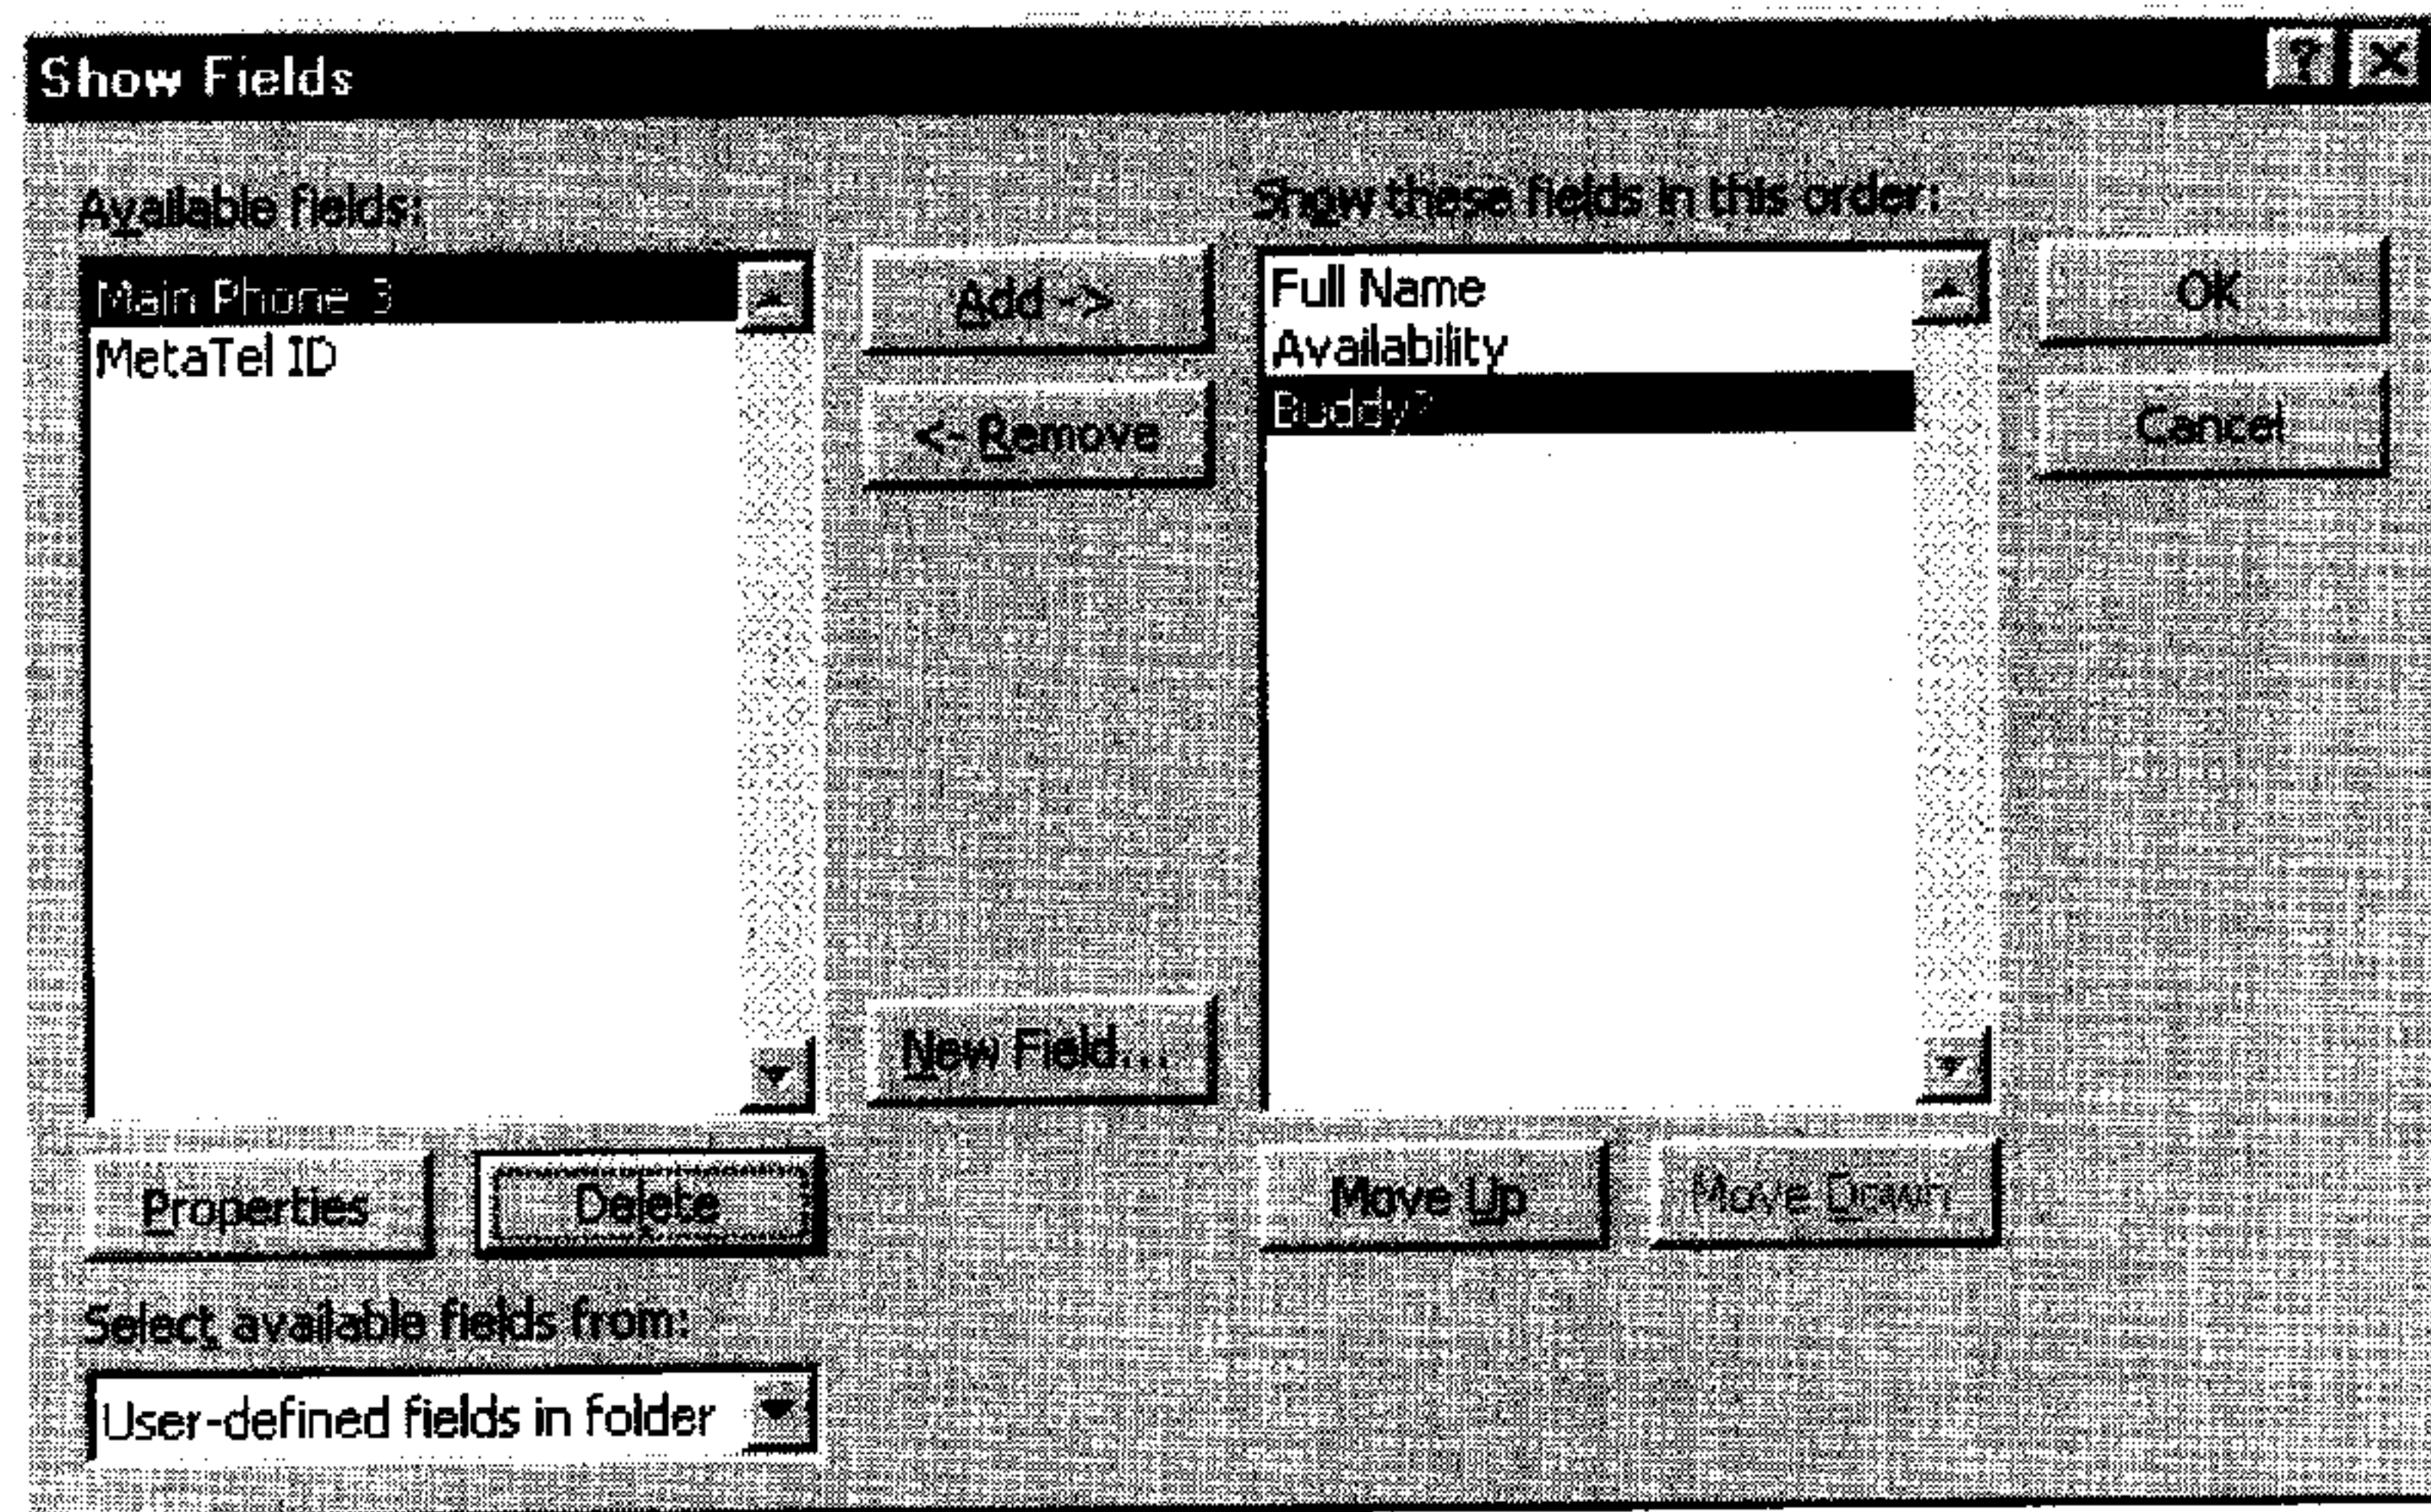 Show Fields
Available fields:
Main Phone 3
MetaTel ID
Add ->
<- Remove
New Field...
Show these fields in this order:
Full Name
Availability
Buddy?
OK
Cancel
Properties
Delete
Move Up
Move Down
Select available fields from:
User-defined fields in folder